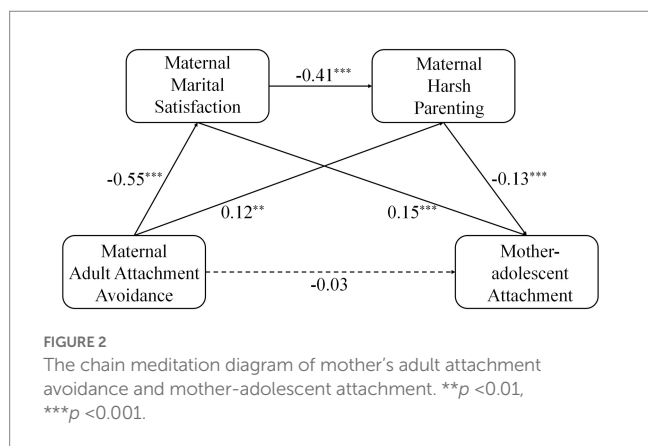 Maternal
Marital
Satisfaction
-0.41***
Maternal
Harsh
Parenting
-0.55***
0.12**
0.15***
-0.13***
Maternal
Adult Attachment
Avoidance
-0.03
Mother-
adolescent
Attachment
FIGURE 2
The chain meditation diagram of mother's adult attachment
avoidance and mother-adolescent attachment. **p <0.01,
***p <0.001.